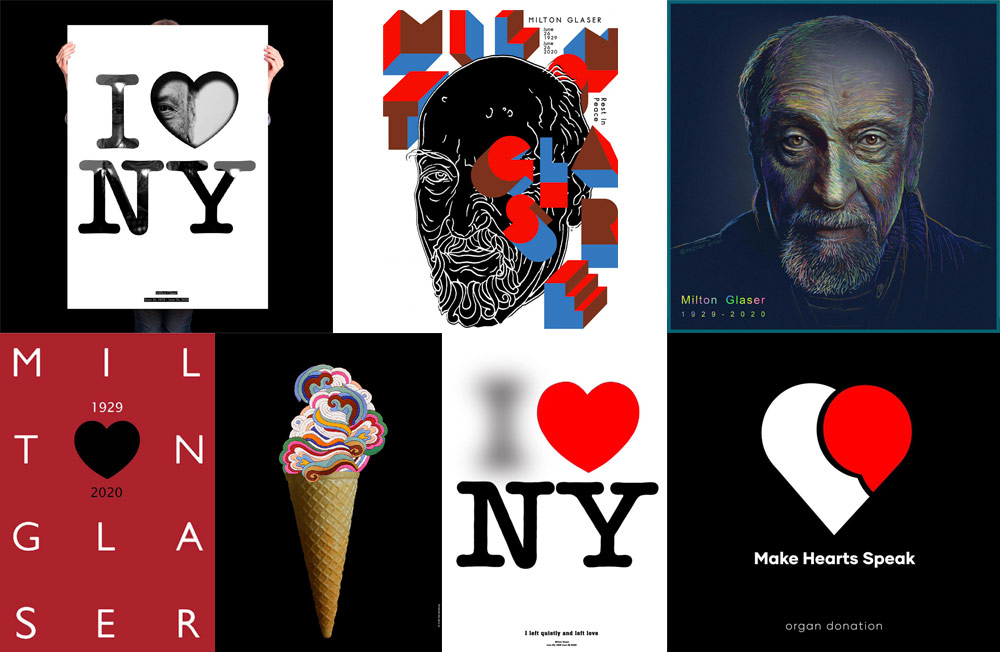 I ♥
NY
MILTON
GLASER
MILTON GLASER
June
26
1929
June
26
2020
Rest In
Peace
Milton Glaser
1929-2020
M I L
1929
T ♥ N
2020
G L A
S E R
I ♥
NY
I left quietly and left love
Make Hearts Speak
organ donation